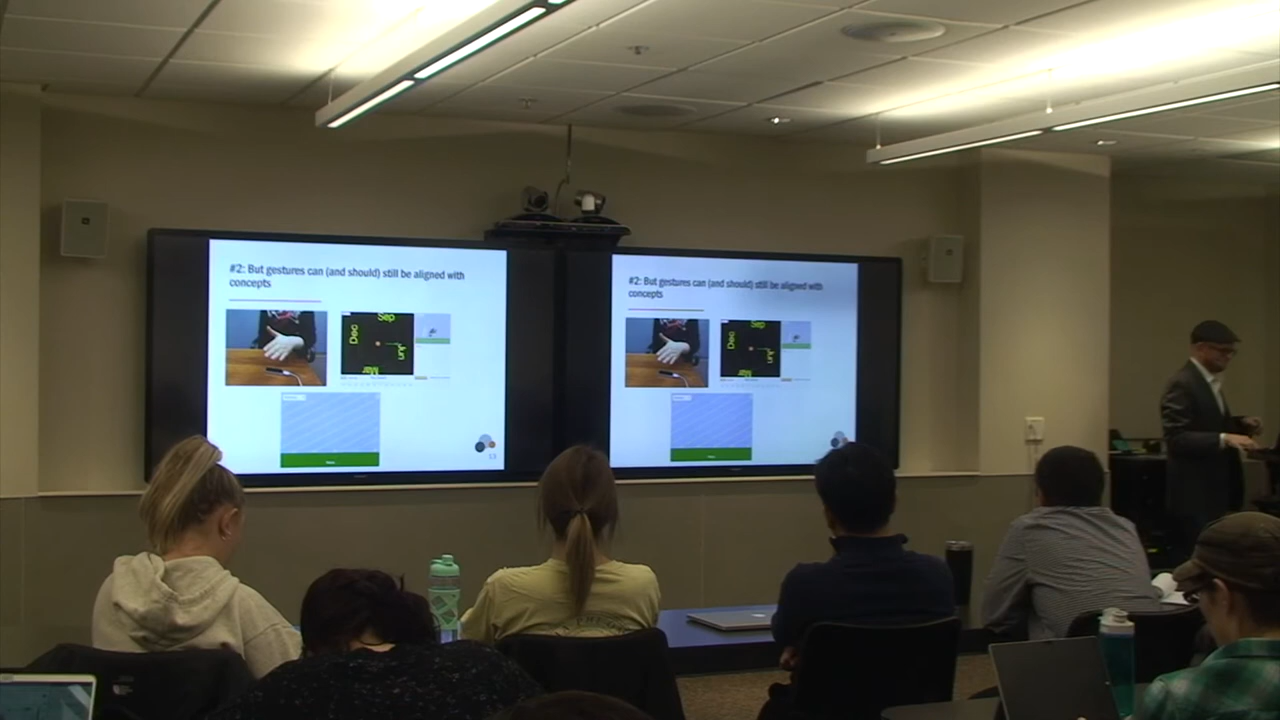 #2: But gestures can (and should) still be aligned with
concepts
Sep
Dec
Jun
Mar
13
#2: But gestures can (and should) still be aligned with
concepts
Sep
Dec
Jun
Mar